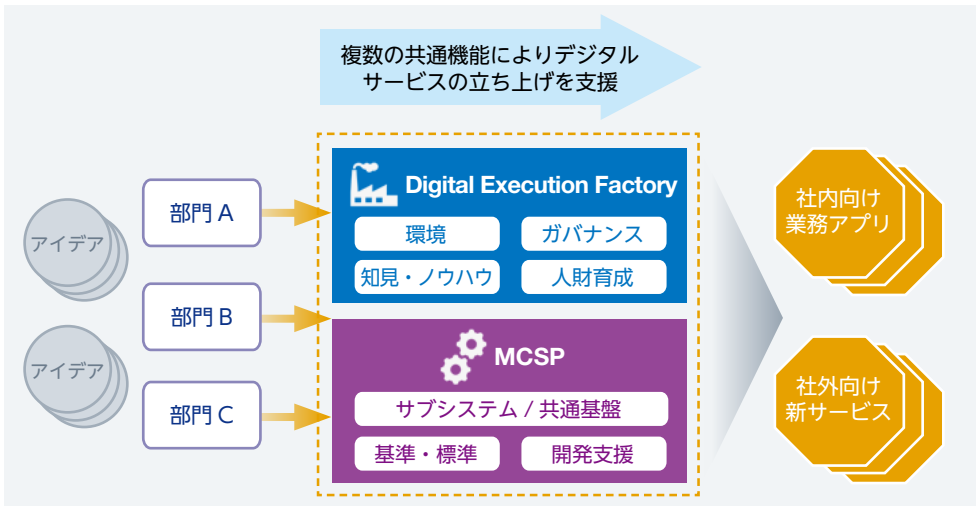 複数の共通機能によりデジタル
サービスの立ち上げを支援
アイデア
アイデア
部門 A
部門 B
部門 C
Digital Execution Factory
環境
ガバナンス
知見・ノウハウ
人財育成
MCSP
サブシステム / 共通基盤
基準・標準
開発支援
社内向け
業務アプリ
社外向け
新サービス